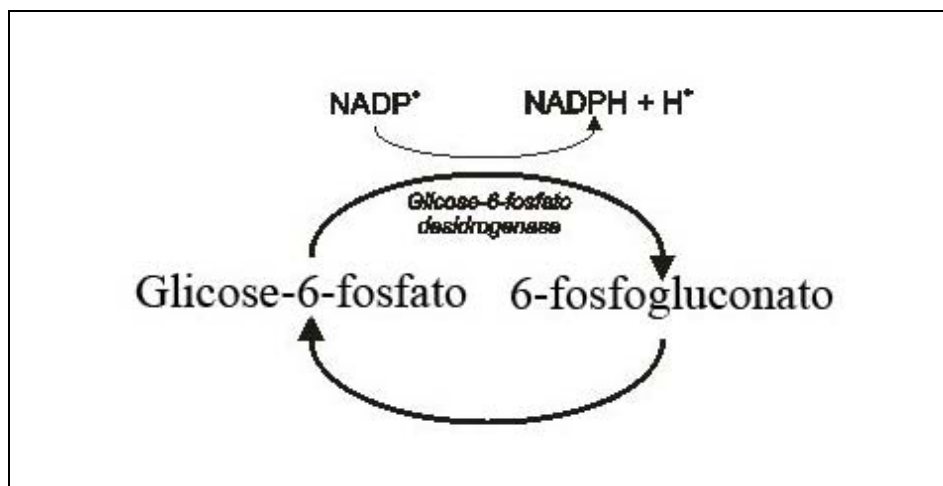 NADP⁺ NADPH + H⁺
Glicose-6-fosfato
desidrogenase
Glicose-6-fosfato 6-fosfogluconato